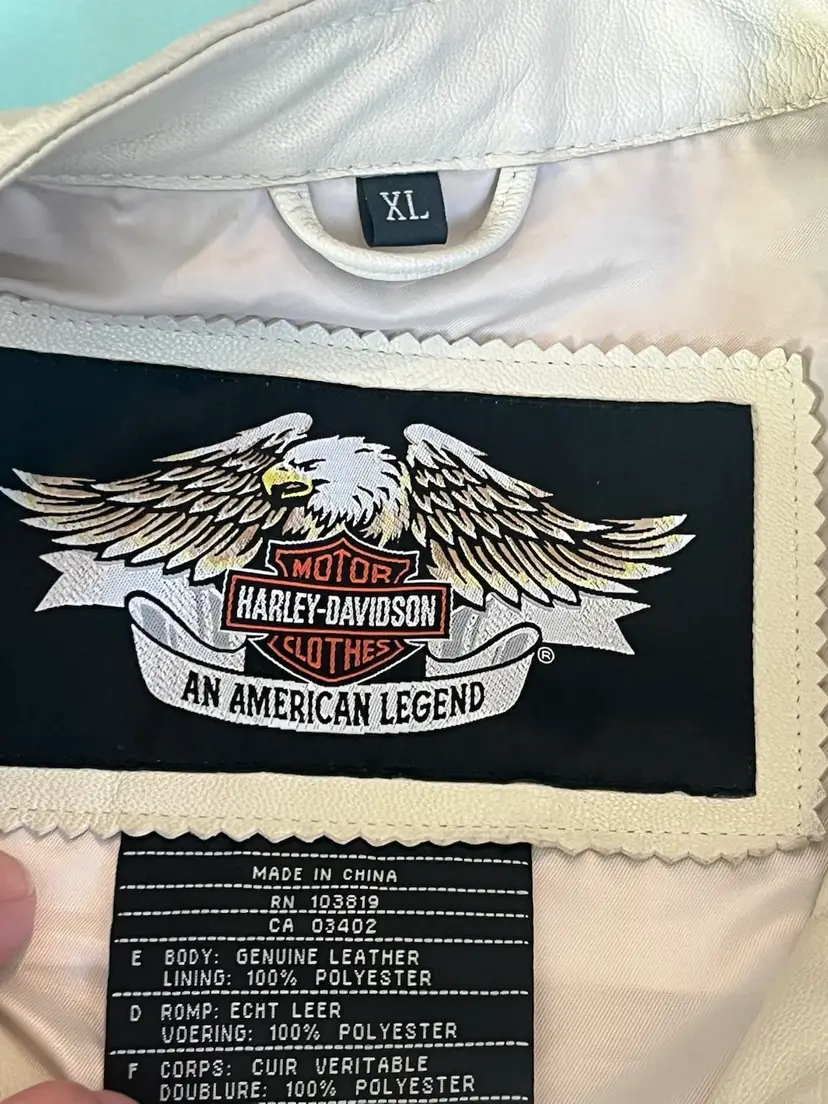 XL
MOTOR
HARLEY-DAVIDSON
CLOTHES
®
AN AMERICAN LEGEND
MADE IN CHINA
RN 103819
CA 03402
E BODY: GENUINE LEATHER
LINING: 100% POLYESTER
D ROMP: ECHT LEER
VOERING: 100% POLYESTER
F CORPS: CUIR VERITABLE
DOUBLURE: 100% POLYESTER